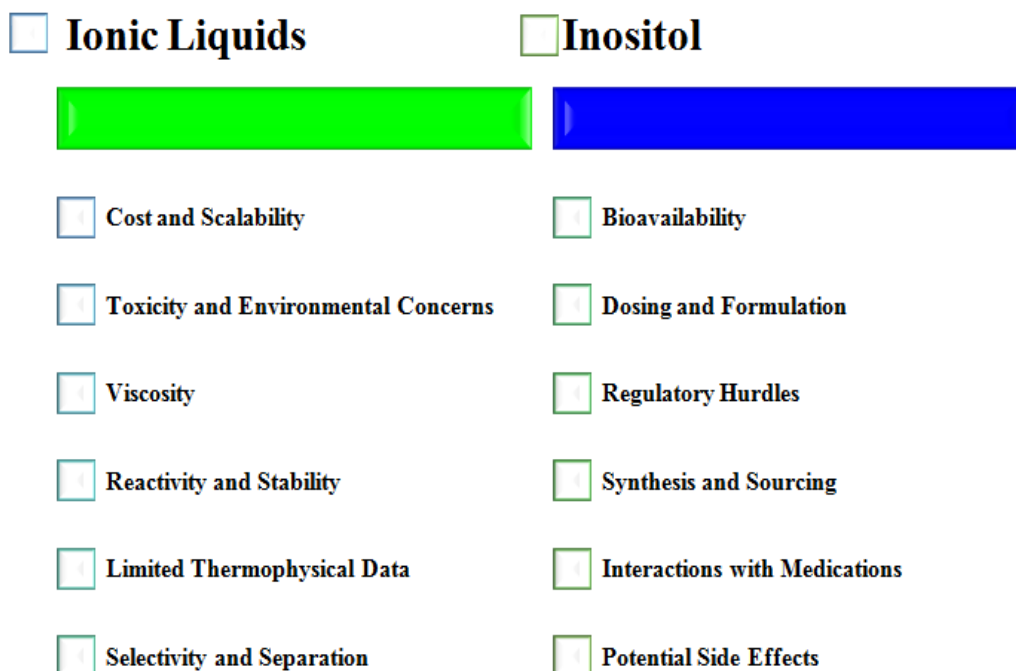 Ionic Liquids
Cost and Scalability
Toxicity and Environmental Concerns
Viscosity
Reactivity and Stability
Limited Thermophysical Data
Selectivity and Separation
Inositol
Bioavailability
Dosing and Formulation
Regulatory Hurdles
Synthesis and Sourcing
Interactions with Medications
Potential Side Effects